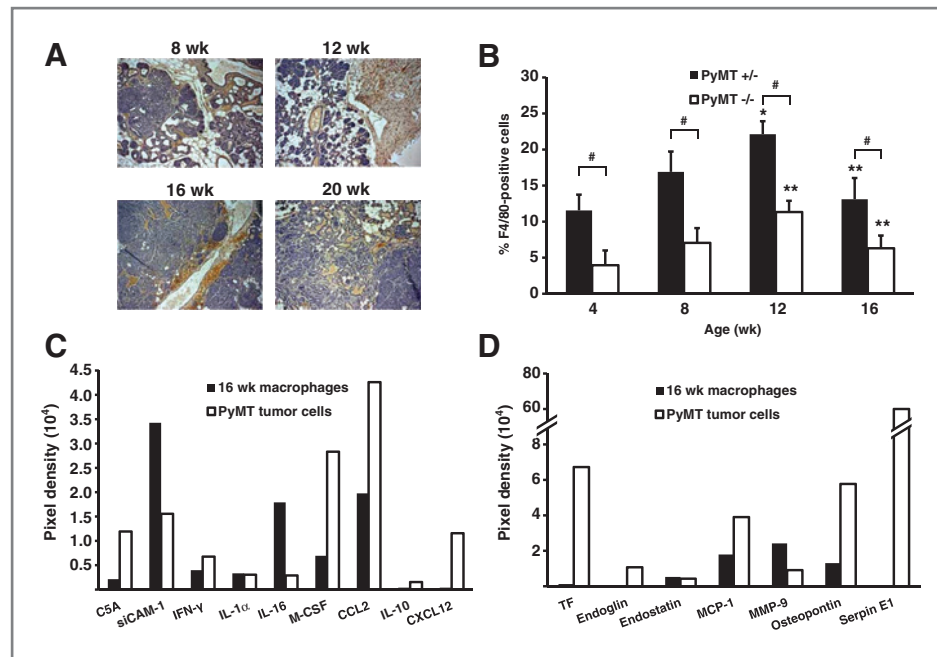 A
8 wk
12 wk
16 wk
20 wk
B
PyMT +/-
PyMT -/-
% F4/80-positive cells
30
25
20
15
10
5
0
#
#
#
#
*
**
**
**
4
8
12
16
Age (wk)
C
16 wk macrophages
PyMT tumor cells
Pixel density (10⁴)
4.5
4.0
3.5
3.0
2.5
2.0
1.5
1.0
0.5
C5A
siCAM-1
IFN-γ
IL-1α
IL-16
M-CSF
CCL2
IL-10
CXCL12
D
16 wk macrophages
PyMT tumor cells
Pixel density (10⁴)
80
60
8
6
4
2
TF
Endoglin
Endostatin
MCP-1
MMP-9
Osteopontin
Serpin E1